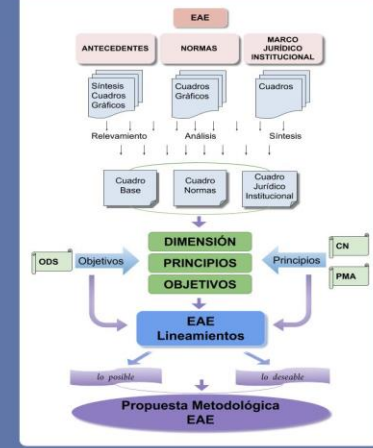 EAE
ANTECEDENTES
NORMAS
MARCO
JURÍDICO
INSTITUCIONAL
Síntesis
Cuadros
Gráficos
Cuadros
Gráficos
Cuadros
Relevamiento
Análisis
Síntesis
Cuadro
Base
Cuadro
Normas
Cuadro
Jurídico
Institucional
DIMENSIÓN
PRINCIPIOS
OBJETIVOS
ODS
Objetivos
Principios
CN
PMA
EAE
Lineamientos
lo posible
lo deseable
Propuesta Metodológica
EAE